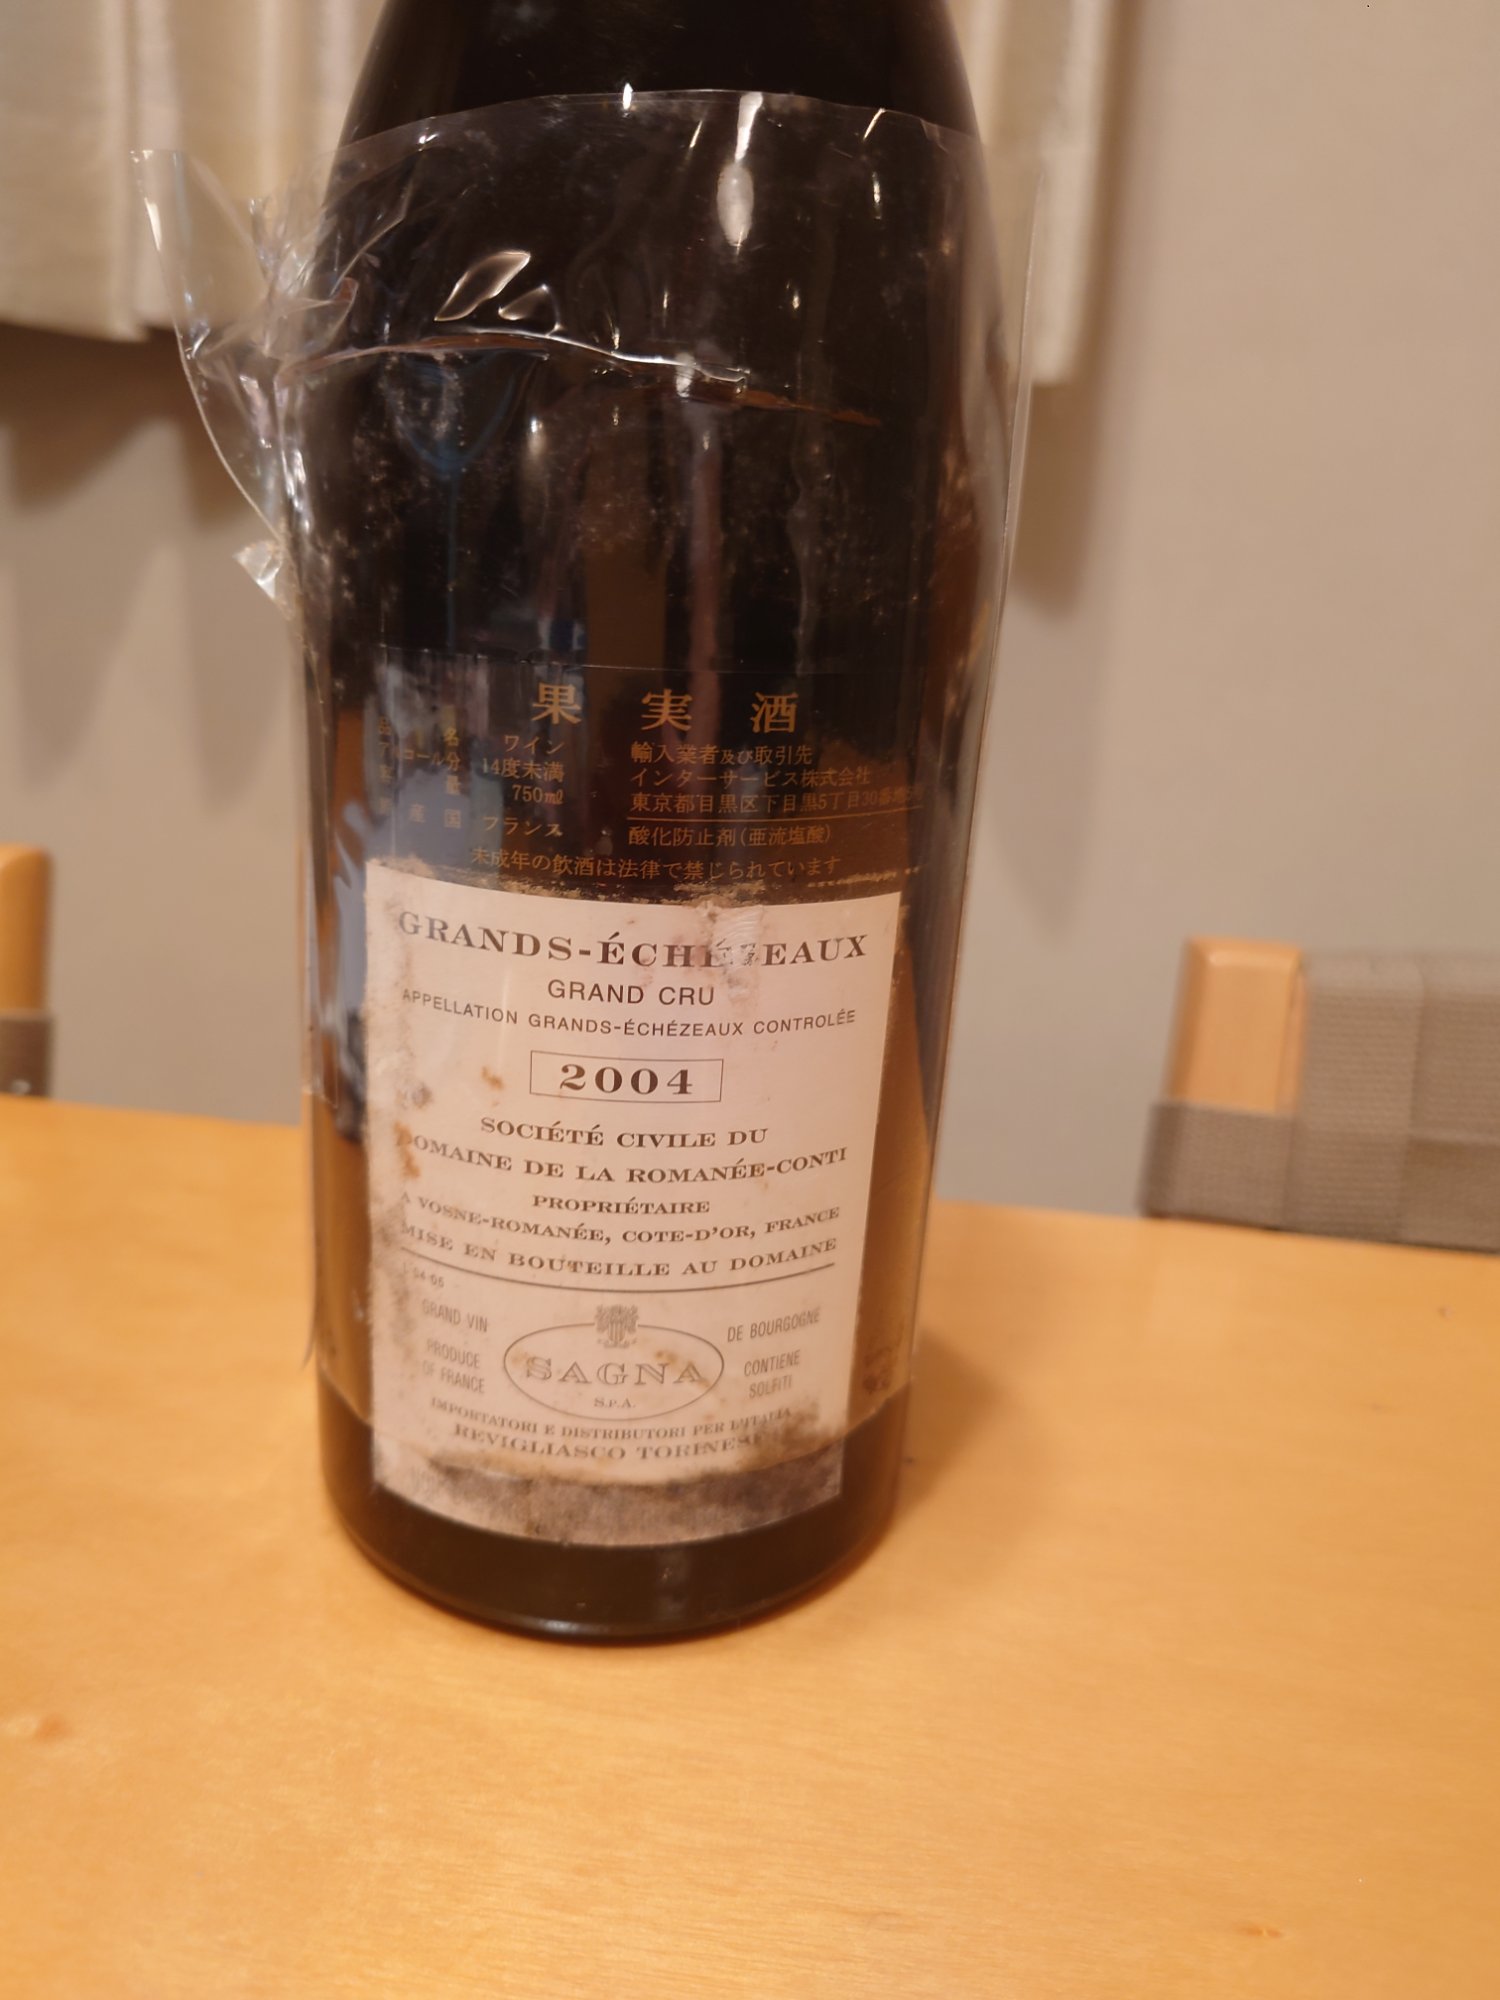 果実酒
名 ワイン
コール分 14度未満
量 750ml
産国 フランス
輸入業者及び取引先
インターサービス株式会社
東京都目黒区下目黒5丁目30番地
酸化防止剤(亜流塩酸)
未成年の飲酒は法律で禁じられています
GRANDS-ÉCHÉZEAUX
GRAND CRU
APPELLATION GRANDS-ÉCHÉZEAUX CONTROLÉE
2004
SOCIÉTÉ CIVILE DU
DOMAINE DE LA ROMANÉE-CONTI
PROPRIÉTAIRE
A VOSNE-ROMANÉE, COTE-D'OR, FRANCE
MISE EN BOUTEILLE AU DOMAINE
GRAND VIN
DE BOURGOGNE
PRODUCE
OF FRANCE
SAGNA
S.P.A.
CONTIENE
SOLFITI
IMPORTATORI E DISTRIBUTORI PER L'ITALIA
REVIGLIASCO TORINESE